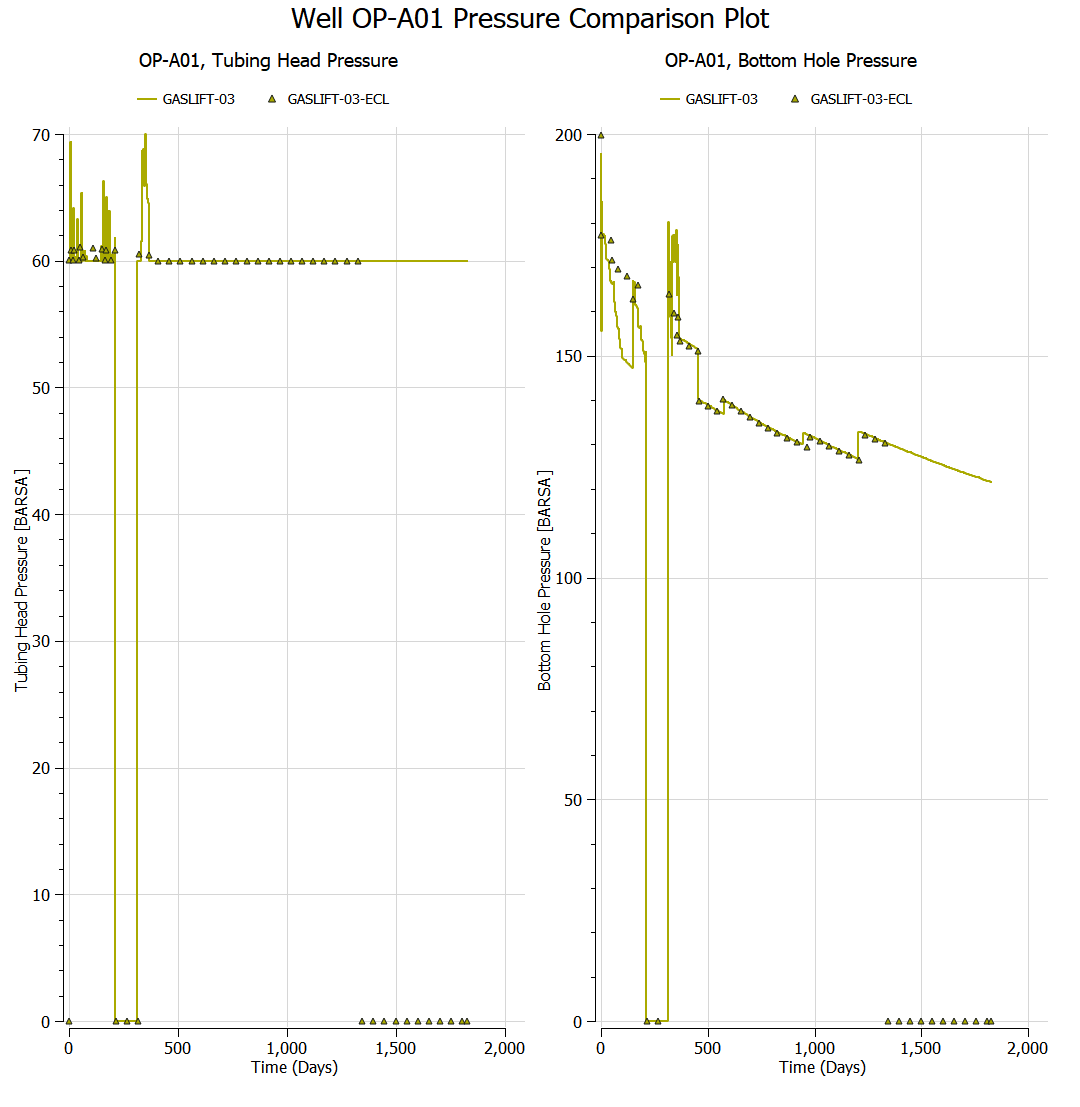 Well OP-A01 Pressure Comparison Plot
OP-A01, Tubing Head Pressure
GASLIFT-03 GASLIFT-03-ECL
70
60
50
40
30
20
10
0
Tubing Head Pressure [BARSA]
0 500 1,000 1,500 2,000
Time (Days)
OP-A01, Bottom Hole Pressure
GASLIFT-03 GASLIFT-03-ECL
200
150
100
50
0
Bottom Hole Pressure [BARSA]
0 500 1,000 1,500 2,000
Time (Days)